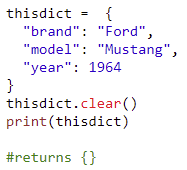 thisdict =  {
  "brand": "Ford",
  "model": "Mustang",
  "year": 1964
}
thisdict.clear()
print(thisdict)

#returns {}